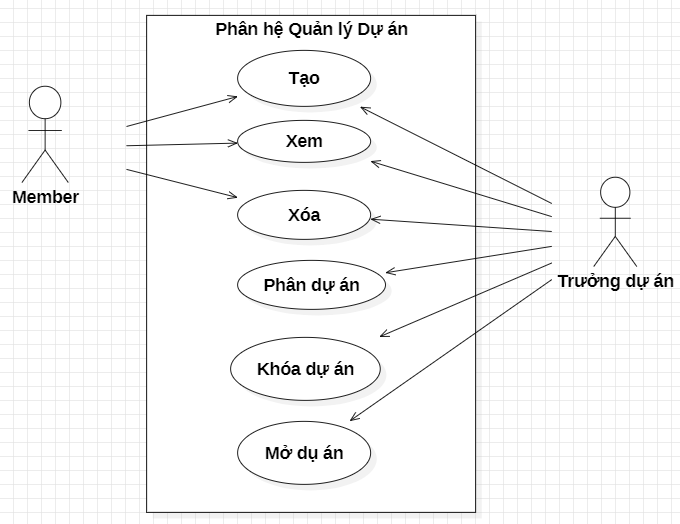 Phân hệ Quản lý Dự án
Tạo
Xem
Member
Xóa
Phân dự án
Trưởng dự án
Khóa dự án
Mở dụ án